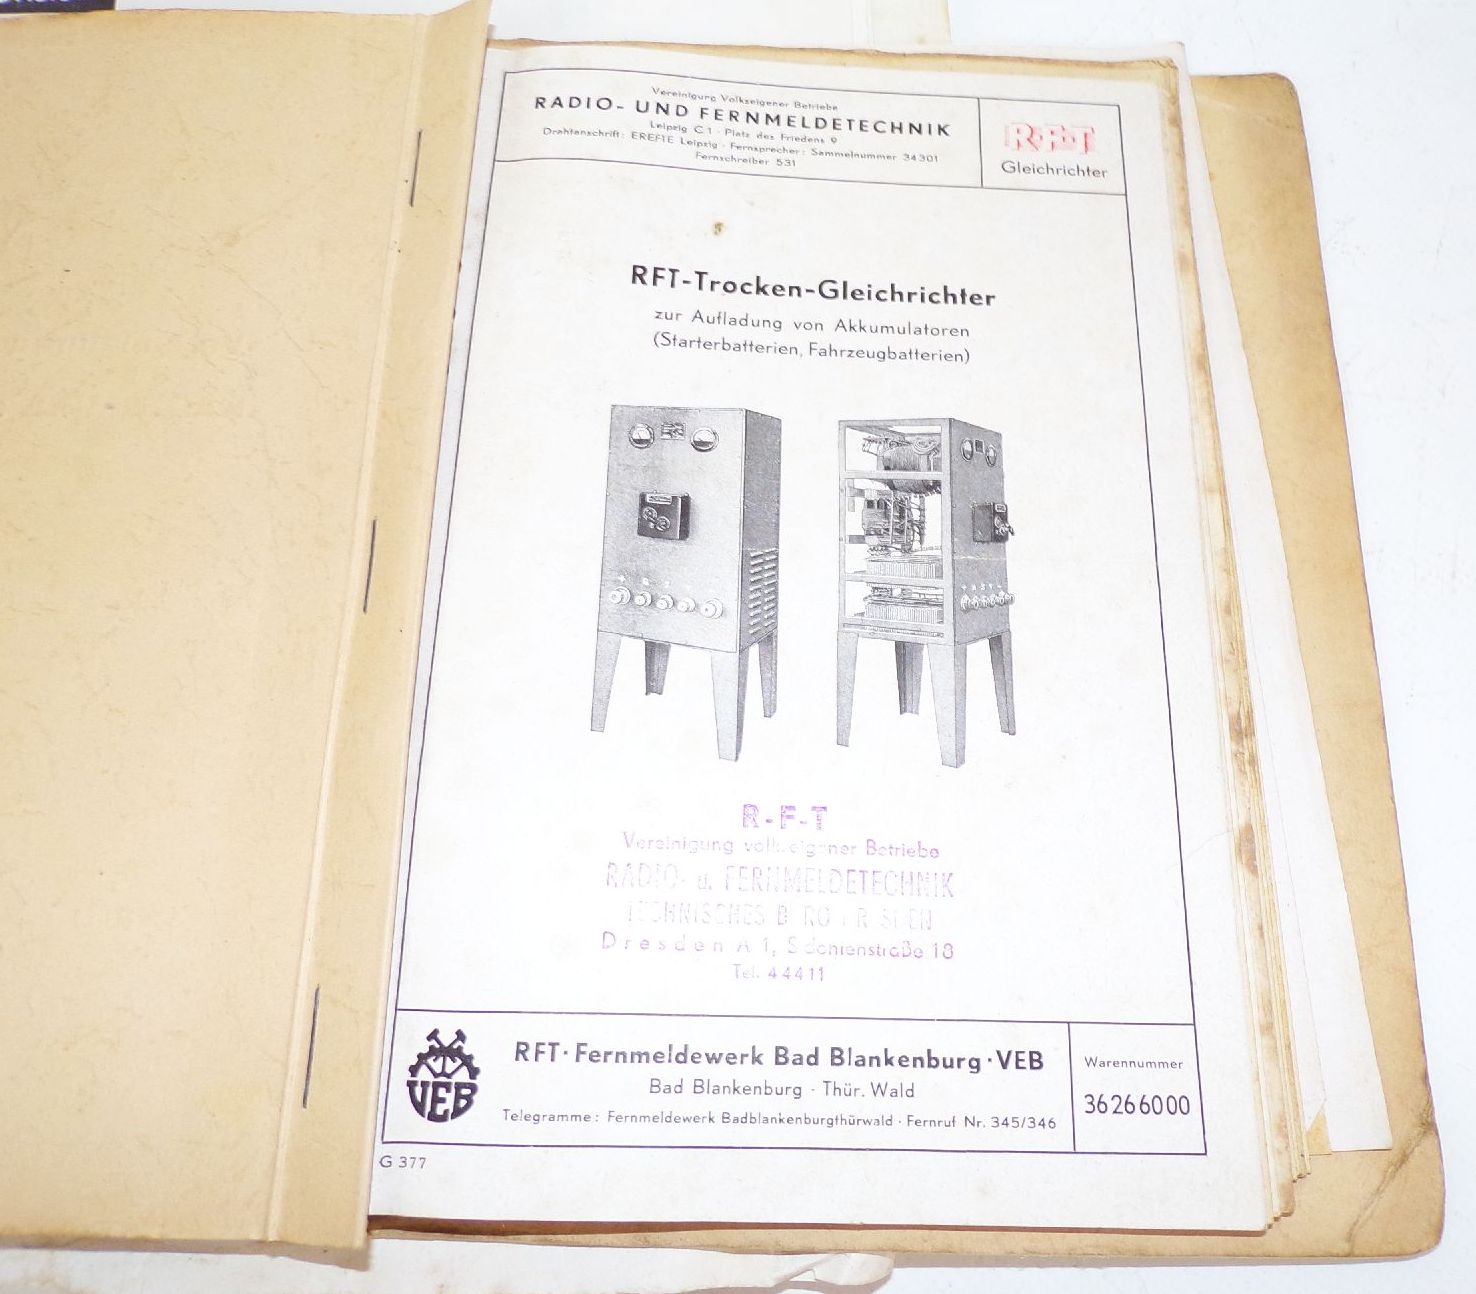 Vereinigung Volkseigener Betriebe
RADIO- UND FERNMELDETECHNIK
Leipzig C 1 · Platz des Friedens 9
Drahtanschrift: EREFTE Leipzig · Fernsprecher: Sammelnummer 34301
Fernschreiber 531
R·F·T
Gleichrichter
RFT-Trocken-Gleichrichter
zur Aufladung von Akkumulatoren
(Starterbatterien, Fahrzeugbatterien)
R-F-T
Vereinigung volkseigener Betriebe
RADIO- u. FERNMELDETECHNIK
TECHNISCHES
Dresden A 1, Sidonienstraße 18
Tel. 44411
VEB
RFT · Fernmeldewerk Bad Blankenburg · VEB
Bad Blankenburg · Thür. Wald
Telegramme: Fernmeldewerk Badblankenburgthürwald · Fernruf Nr. 345/346
Warennummer
36266000
G 377